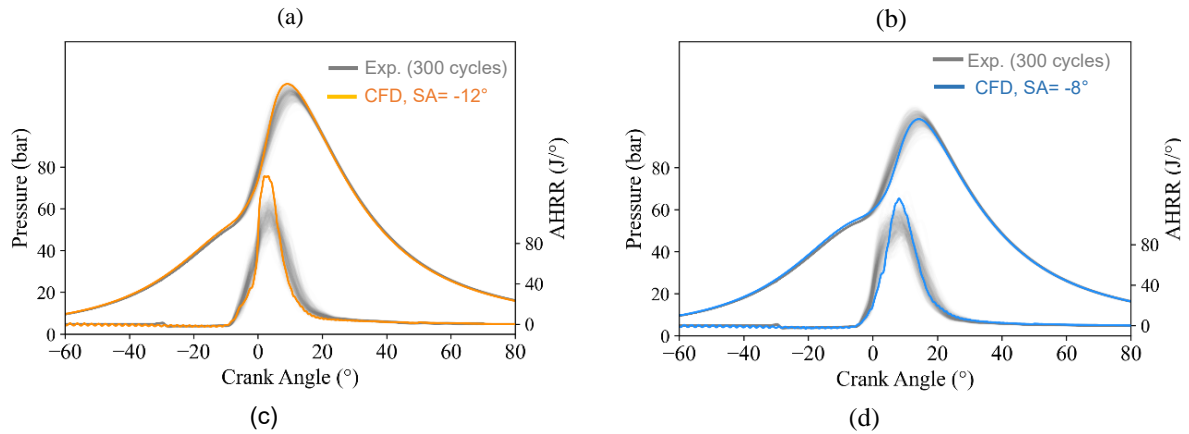 (a)
(b)
Exp. (300 cycles)
CFD, SA= -12°
Pressure (bar)
80
60
40
20
0
AHRR (J/°)
80
40
0
−60 −40 −20 0 20 40 60 80
Crank Angle (°)
(c)
Exp. (300 cycles)
CFD, SA= -8°
Pressure (bar)
80
60
40
20
0
AHRR (J/°)
80
40
0
−60 −40 −20 0 20 40 60 80
Crank Angle (°)
(d)